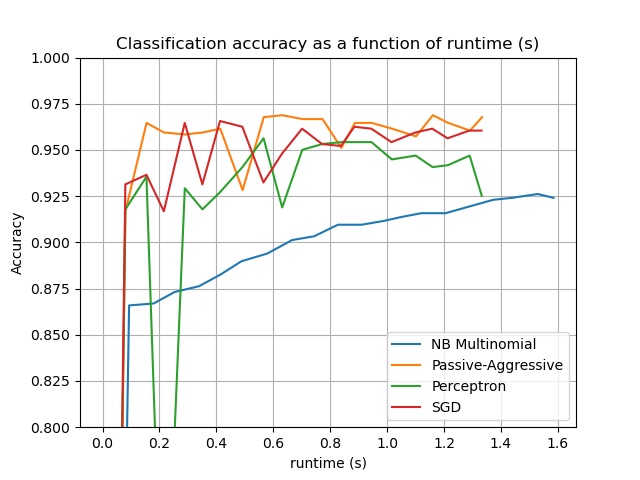 Classification accuracy as a function of runtime (s)
1.000
0.975
0.950
0.925
0.900
0.875
0.850
0.825
0.800
Accuracy
NB Multinomial
Passive-Aggressive
Perceptron
SGD
0.0 0.2 0.4 0.6 0.8 1.0 1.2 1.4 1.6
runtime (s)